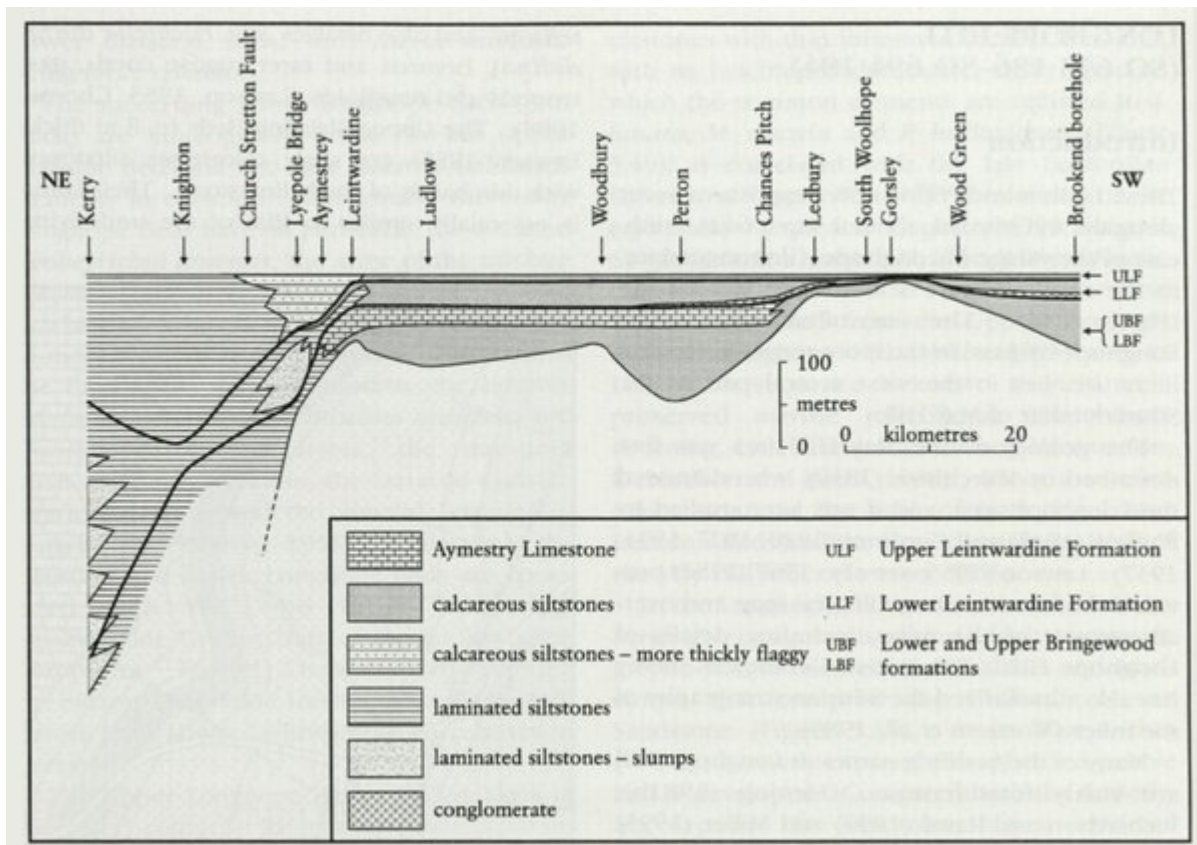 NE
Kerry
Knighton
Church Stretton Fault
Lyepole Bridge
Aymestrey
Leintwardine
Ludlow
Woodbury
Perton
Chances Pitch
Ledbury
South Woolhope
Gorsley
Wood Green
Brookend borehole
SW
ULF
LLF
UBF
LBF
100
metres
0
0 kilometres 20
Aymestry Limestone
calcareous siltstones
calcareous siltstones – more thickly flaggy
laminated siltstones
laminated siltstones – slumps
conglomerate
ULF Upper Leintwardine Formation
LLF Lower Leintwardine Formation
UBF Lower and Upper Bringewood
LBF formations